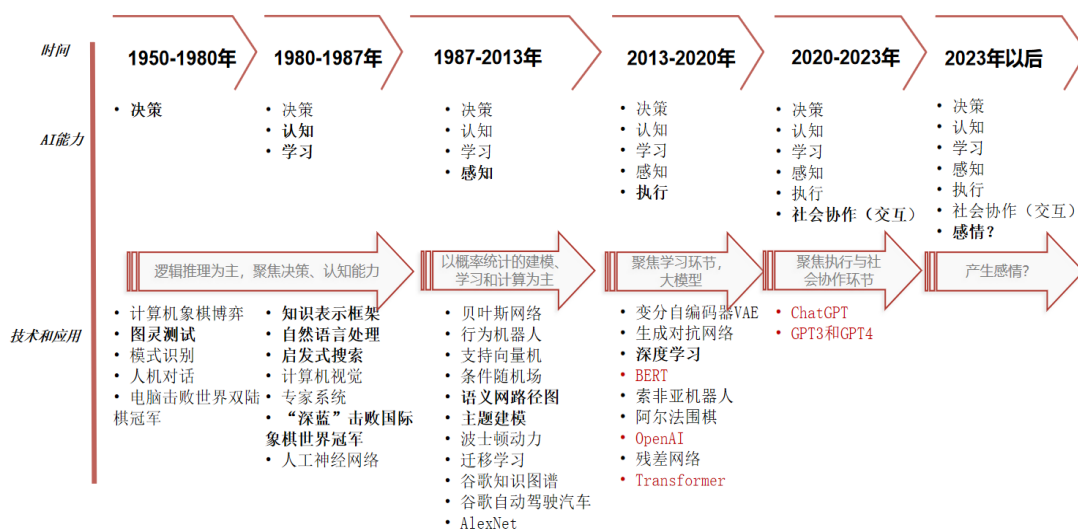 时间
1950-1980年
1980-1987年
1987-2013年
2013-2020年
2020-2023年
2023年以后
AI能力
• 决策
• 决策
• 认知
• 学习
• 决策
• 认知
• 学习
• 感知
• 决策
• 认知
• 学习
• 感知
• 执行
• 决策
• 认知
• 学习
• 感知
• 执行
• 社会协作（交互）
• 决策
• 认知
• 学习
• 感知
• 执行
• 社会协作（交互）
• 感情？
逻辑推理为主，聚焦决策、认知能力
以概率统计的建模、
学习和计算为主
聚焦学习环节，
大模型
聚焦执行与社
会协作环节
产生感情？
技术和应用
• 计算机象棋博弈
• 图灵测试
• 模式识别
• 人机对话
• 电脑击败世界双陆
棋冠军
• 知识表示框架
• 自然语言处理
• 启发式搜索
• 计算机视觉
• 专家系统
• “深蓝”击败国际
象棋世界冠军
• 人工神经网络
• 贝叶斯网络
• 行为机器人
• 支持向量机
• 条件随机场
• 语义网路径图
• 主题建模
• 波士顿动力
• 迁移学习
• 谷歌知识图谱
• 谷歌自动驾驶汽车
• AlexNet
• 变分自编码器VAE
• 生成对抗网络
• 深度学习
• BERT
• 索非亚机器人
• 阿尔法围棋
• OpenAI
• 残差网络
• Transformer
• ChatGPT
• GPT3和GPT4